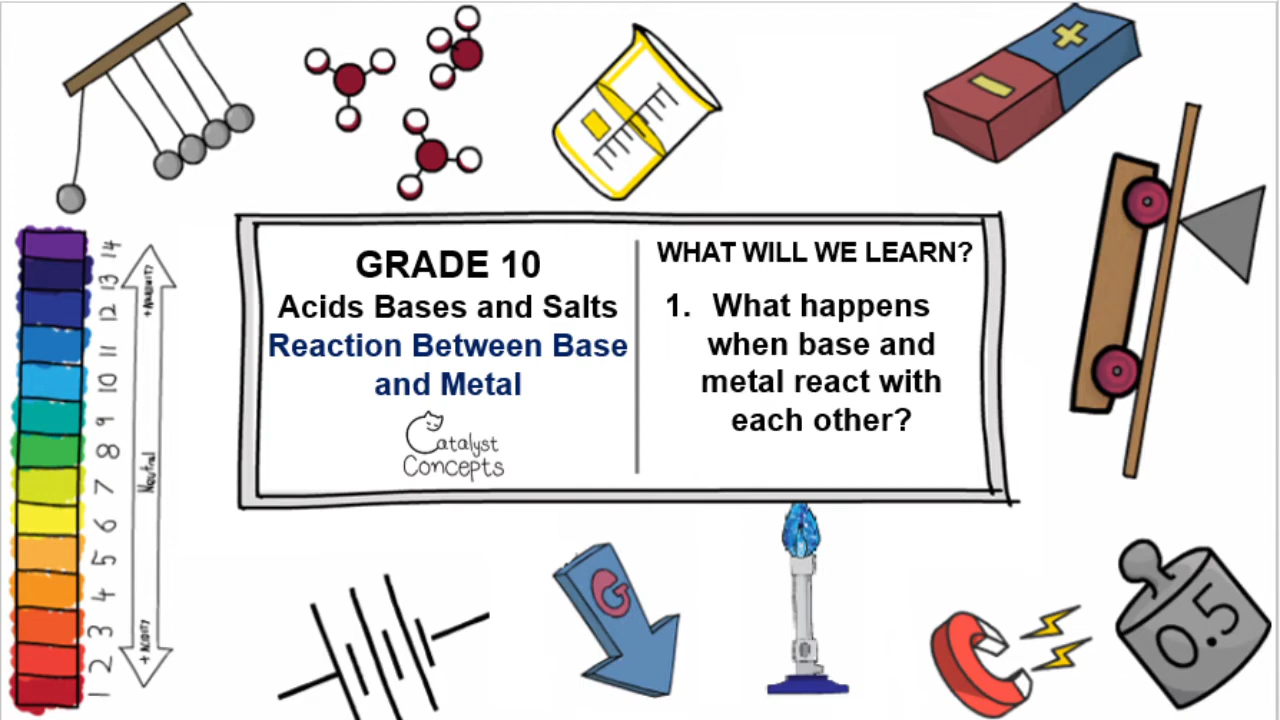 GRADE 10
Acids Bases and Salts
Reaction Between Base
and Metal
Catalyst
Concepts
WHAT WILL WE LEARN?
1. What happens
when base and
metal react with
each other?
14
13
12
11
10
9
8
7
6
5
4
3
2
1
Neutral
+ ACIDITY
G
0.5